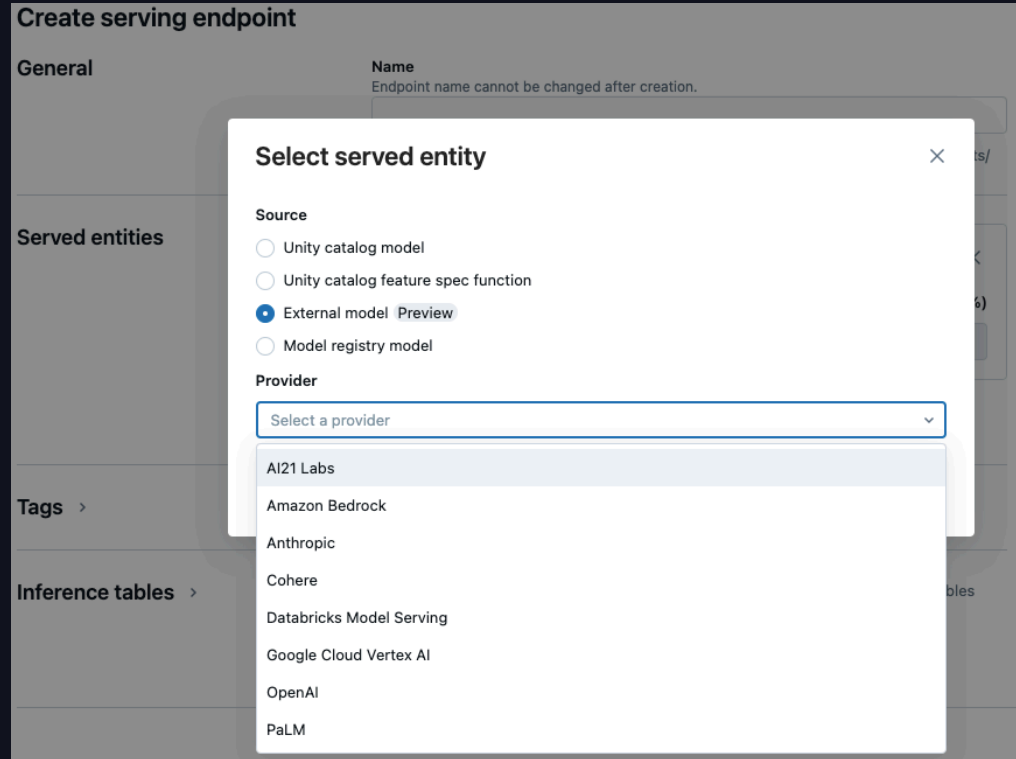 Create serving endpoint
General
Name
Endpoint name cannot be changed after creation.
Select served entity
ts/
Source
Unity catalog model
Served entities
Unity catalog feature spec function
External model Preview
%)
Model registry model
Provider
Select a provider
AI21 Labs
Tags
Amazon Bedrock
Anthropic
Cohere
Inference tables
bles
Databricks Model Serving
Google Cloud Vertex AI
OpenAI
PaLM